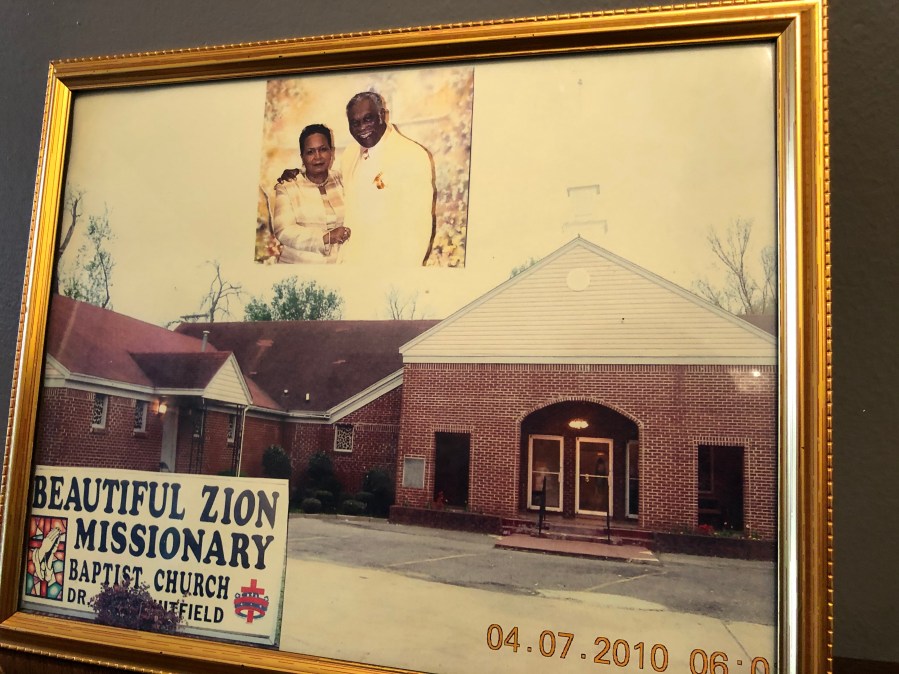 BEAUTIFUL ZION
MISSIONARY
BAPTIST CHURCH
DR.
04.07.2010 06:0